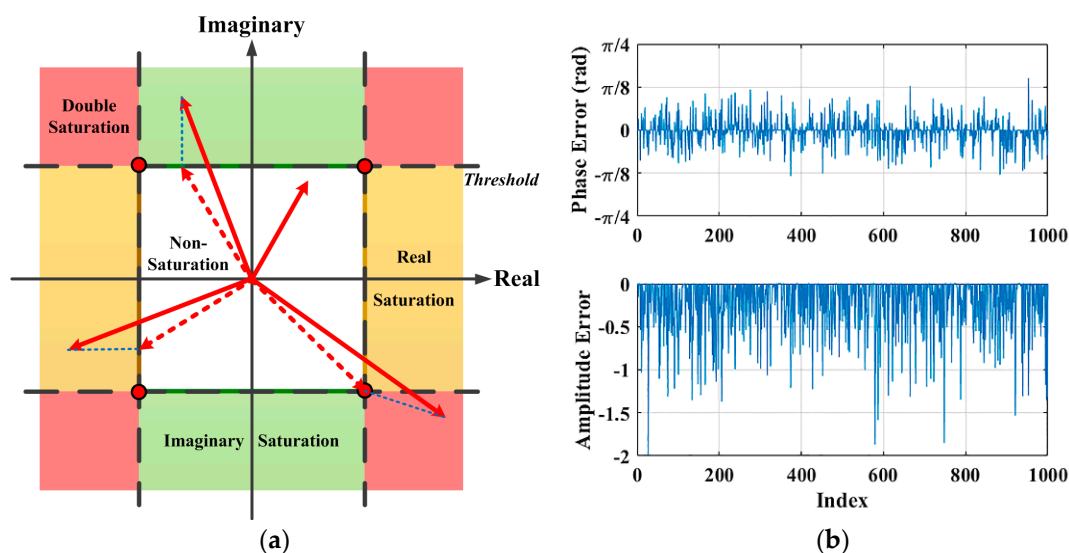 Imaginary
Double
Saturation
Threshold
Non-
Saturation
Real
Real
Saturation
Imaginary Saturation
(a)
π/4
π/8
0
-π/8
-π/4
Phase Error (rad)
0 200 400 600 800 1000
0
-0.5
-1
-1.5
-2
Amplitude Error
0 200 400 600 800 1000
Index
(b)